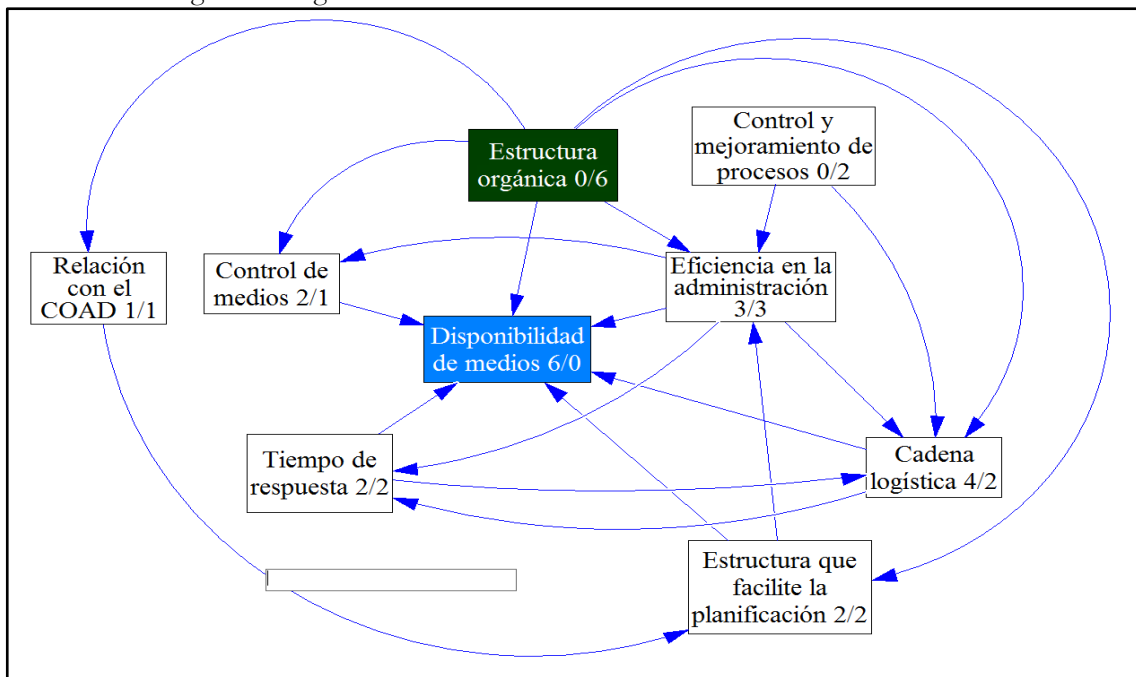 Estructura
orgánica 0/6
Control y
mejoramiento de
procesos 0/2
Relación
con el
COAD 1/1
Control de
medios 2/1
Eficiencia en la
administración
3/3
Disponibilidad
de medios 6/0
Tiempo de
respuesta 2/2
Cadena
logística 4/2
Estructura que
facilite la
planificación 2/2